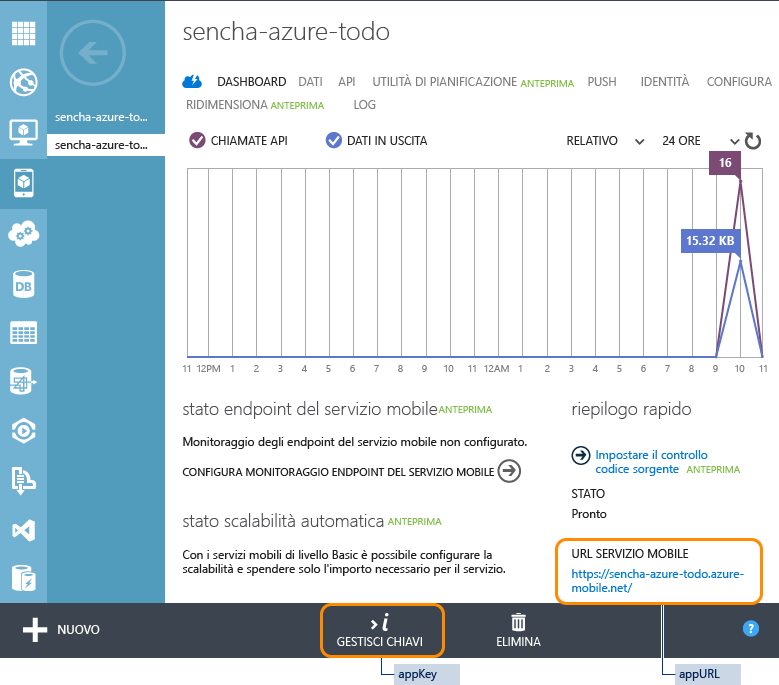 sencha-azure-todo
sencha-azure-to...
sencha-azure-to...
DASHBOARD DATI API UTILITÀ DI PIANIFICAZIONE ANTEPRIMA PUSH IDENTITÀ CONFIGURA
RIDIMENSIONA ANTEPRIMA LOG
CHIAMATE API DATI IN USCITA RELATIVO 24 ORE
16
15.32 KB
11 12PM 1 2 3 4 5 6 7 8 9 10 11 12AM 1 2 3 4 5 6 7 8 9 10 11
stato endpoint del servizio mobile ANTEPRIMA
Monitoraggio degli endpoint del servizio mobile non configurato.
CONFIGURA MONITORAGGIO ENDPOINT DEL SERVIZIO MOBILE
stato scalabilità automatica ANTEPRIMA
Con i servizi mobili di livello Basic è possibile configurare la
scalabilità e spendere solo l'importo necessario per il servizio.
riepilogo rapido
Impostare il controllo
codice sorgente ANTEPRIMA
STATO
Pronto
URL SERVIZIO MOBILE
https://sencha-azure-todo.azure-
mobile.net/
DB
NUOVO
GESTISCI CHIAVI
ELIMINA
?
appKey
appURL